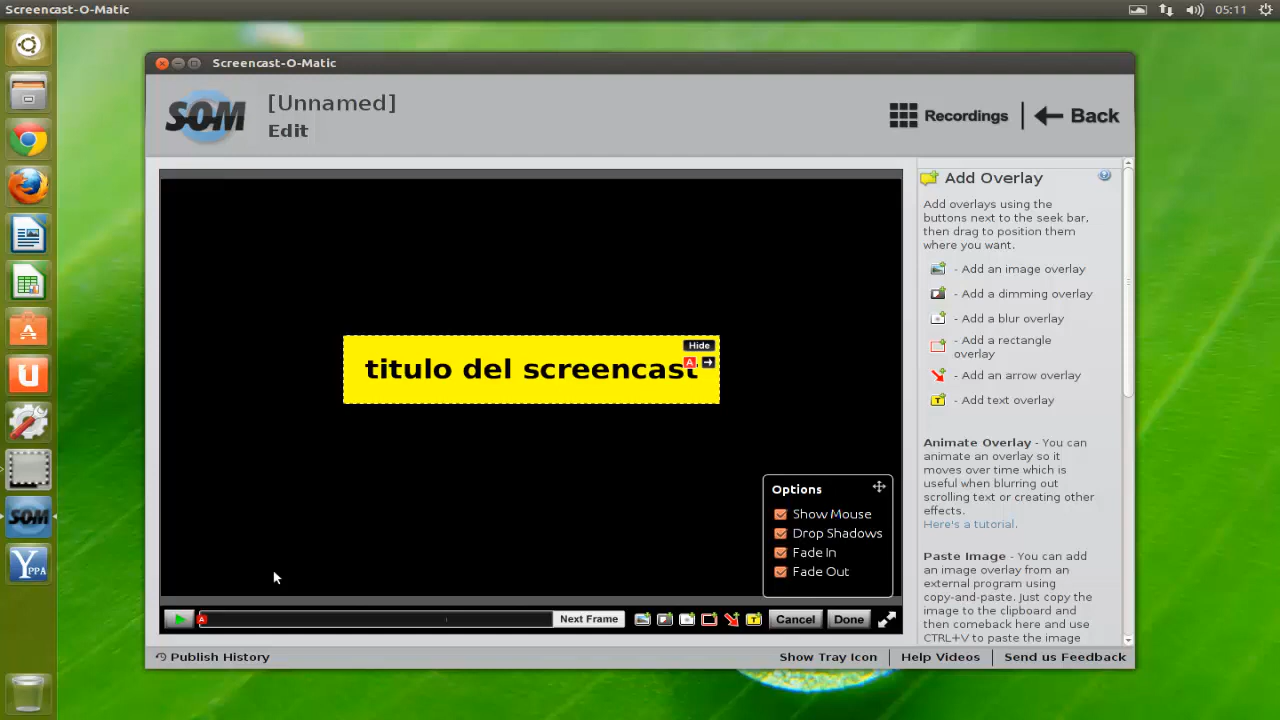 Screencast-O-Matic
05:11
Screencast-O-Matic
SOM
[Unnamed]
Edit
Recordings
Back
Add Overlay
Add overlays using the
buttons next to the seek bar,
then drag to position them
where you want.
- Add an image overlay
- Add a dimming overlay
- Add a blur overlay
- Add a rectangle
overlay
- Add an arrow overlay
- Add text overlay
Animate Overlay - You can
animate an overlay so it
moves over time which is
useful when blurring out
scrolling text or creating other
effects.
Here's a tutorial.
Paste Image - You can add
an image overlay from an
external program using
copy-and-paste. Just copy the
image to the clipboard and
then comeback here and use
CTRL+V to paste the image
Hide
A
titulo del screencast
Options
Show Mouse
Drop Shadows
Fade In
Fade Out
A
Next Frame
T
Cancel
Done
Publish History
Show Tray Icon
Help Videos
Send us Feedback
SOM
YPPA